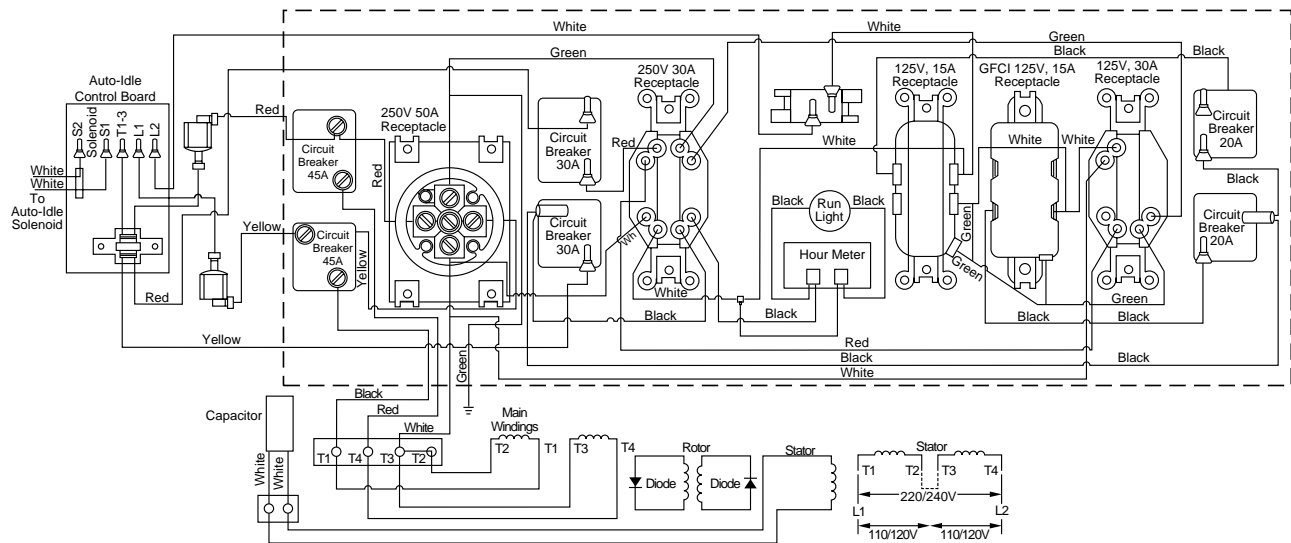 White
White
Green
Green
Black
Black
Auto-Idle
Control Board
S2
Solenoid
S1
T1-3
L1
L2
White
White
To
Auto-Idle
Solenoid
Red
Red
Yellow
Yellow
Circuit
Breaker
45A
Circuit
Breaker
45A
Red
Yellow
250V 50A
Receptacle
Circuit
Breaker
30A
Circuit
Breaker
30A
250V 30A
Receptacle
Red
Wh
White
Black
White
Black
Run
Light
Black
Hour Meter
Black
125V, 15A
Receptacle
GFCI 125V, 15A
Receptacle
125V, 30A
Receptacle
White
White
Green
Green
Green
Black
Black
Circuit
Breaker
20A
Black
Circuit
Breaker
20A
Red
Black
Black
White
Green
Black
Red
White
Capacitor
White
White
T1
T4
T3
T2
Main
Windings
T2
T1
T3
T4
Rotor
Diode
Diode
Stator
Stator
T1
T2
T3
T4
220/240V
L1
L2
110/120V
110/120V